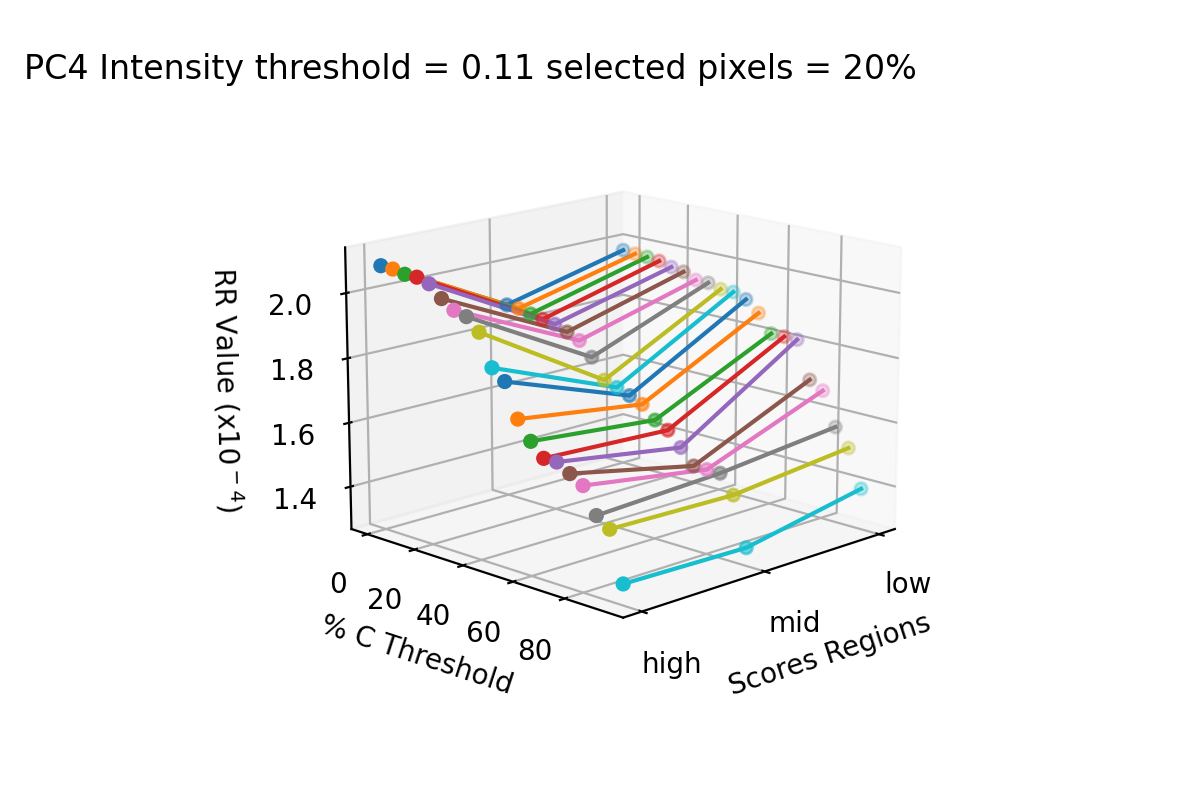 PC4 Intensity threshold = 0.11 selected pixels = 20%
RR Value (x10⁻⁴)
2.0
1.8
1.6
1.4
0
20
40
60
80
% C Threshold
high
mid
low
Scores Regions